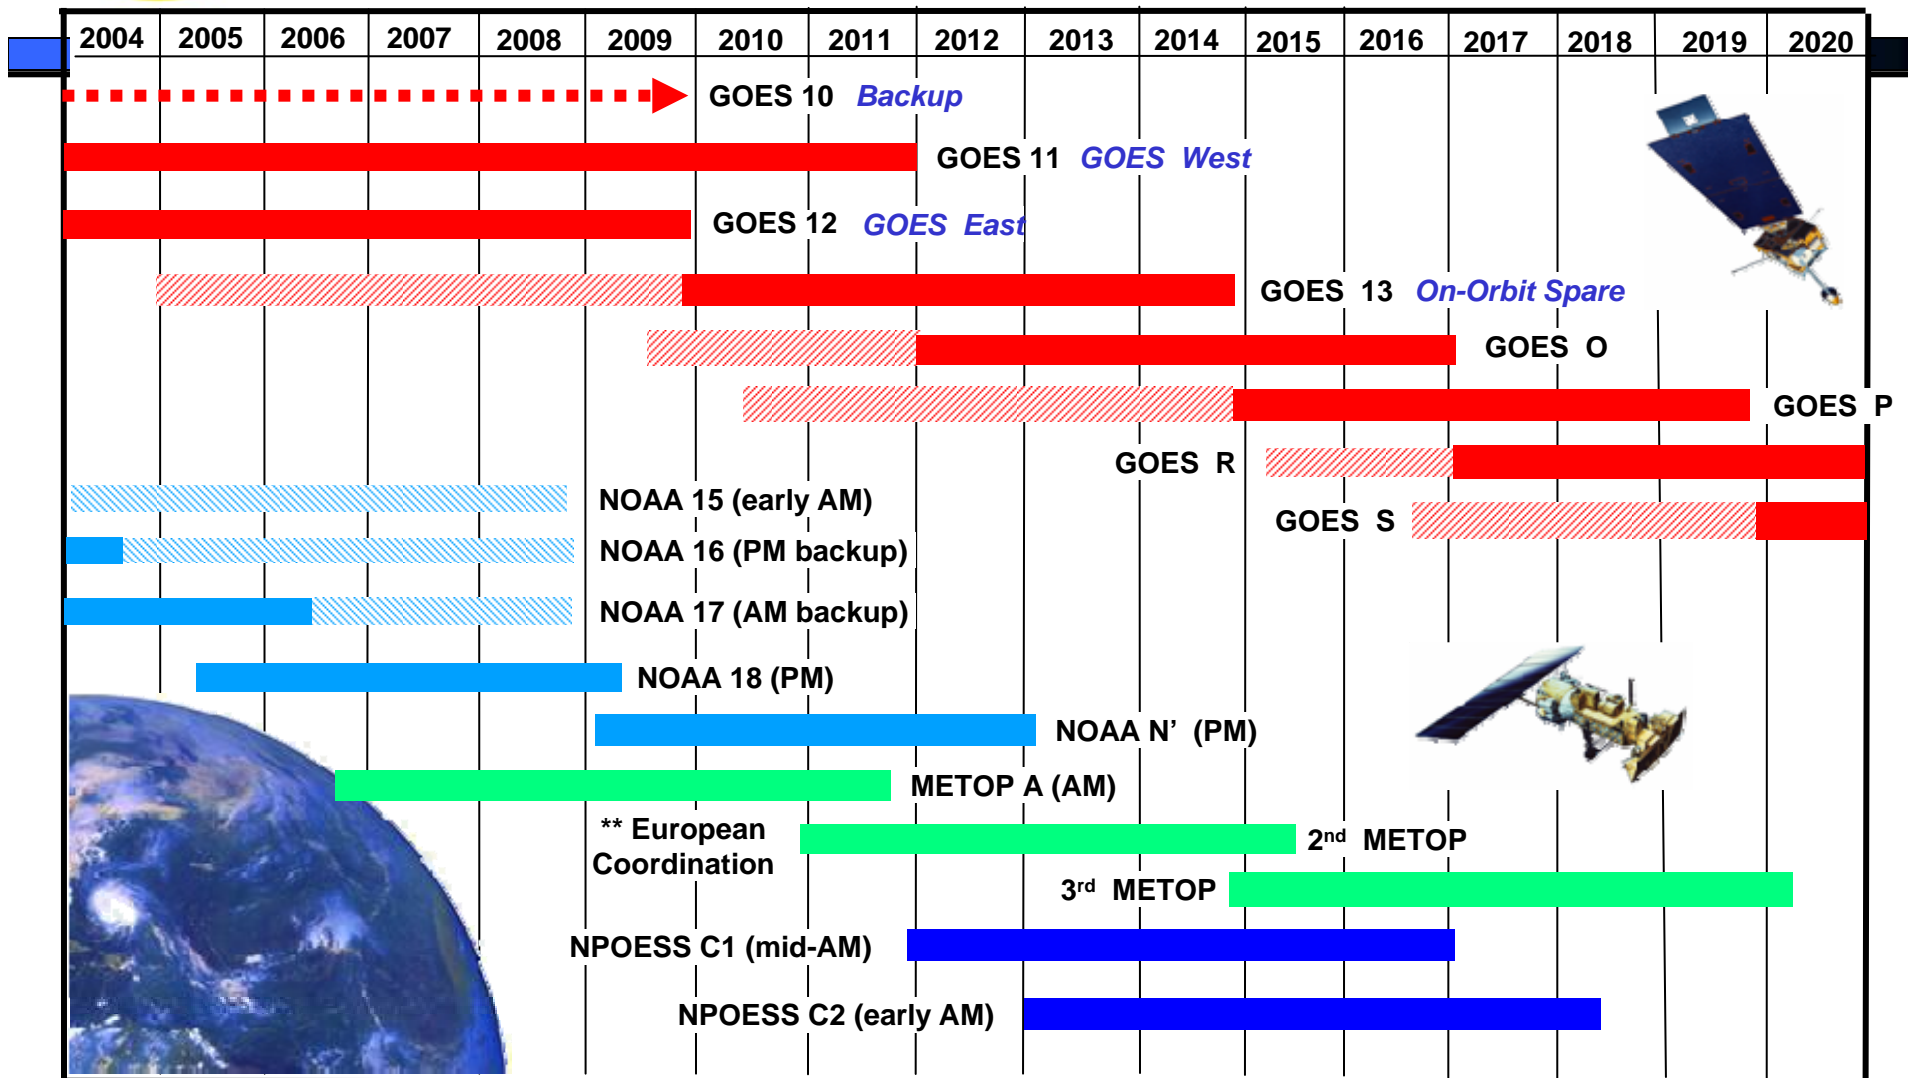 2004 2005 2006 2007 2008 2009 2010 2011 2012 2013 2014 2015 2016 2017 2018 2019 2020
GOES 10 Backup
GOES 11 GOES West
GOES 12 GOES East
GOES 13 On-Orbit Spare
GOES O
GOES P
GOES R
NOAA 15 (early AM)
GOES S
NOAA 16 (PM backup)
NOAA 17 (AM backup)
NOAA 18 (PM)
NOAA N’ (PM)
METOP A (AM)
** European
Coordination
2nd METOP
3rd METOP
NPOESS C1 (mid-AM)
NPOESS C2 (early AM)